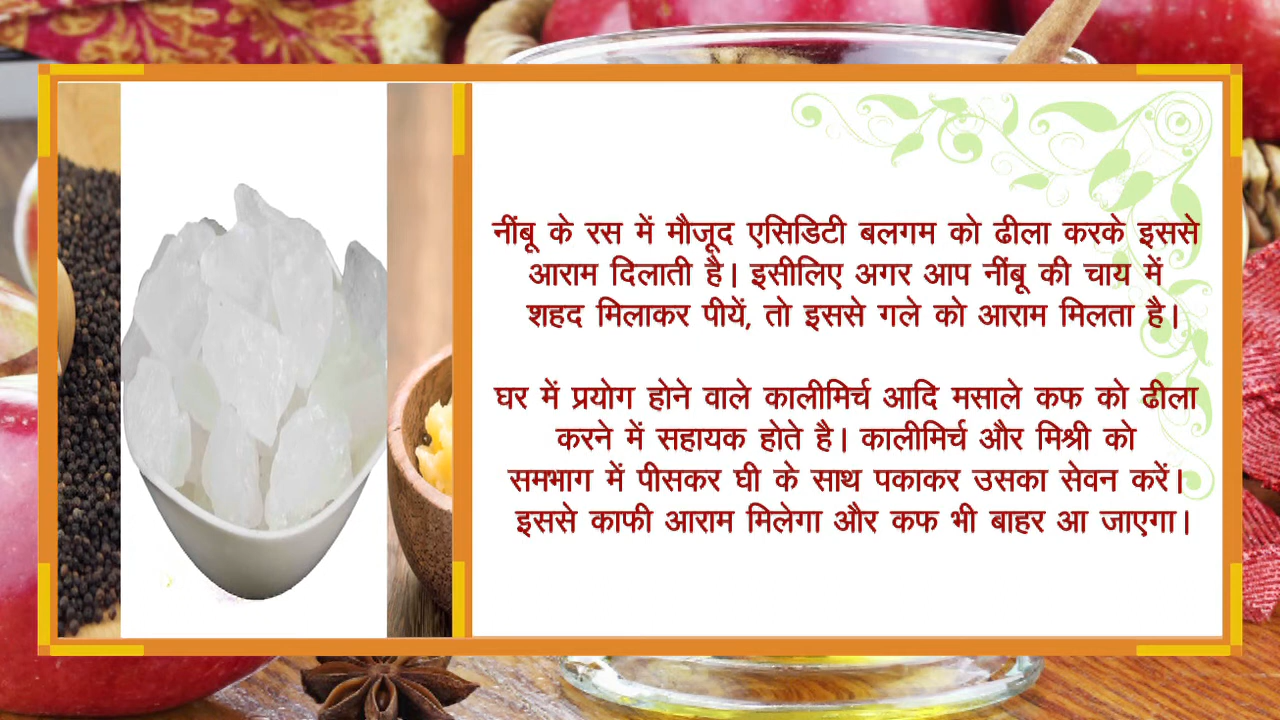 नींबू के रस में मौजूद एसिडिटी बलगम को ढीला करके इससे
आराम दिलाती है। इसीलिए अगर आप नींबू की चाय में
शहद मिलाकर पीयें, तो इससे गले को आराम मिलता है।
घर में प्रयोग होने वाले कालीमिर्च आदि मसाले कफ को ढीला
करने में सहायक होते है। कालीमिर्च और मिश्री को
समभाग में पीसकर घी के साथ पकाकर उसका सेवन करें।
इससे काफी आराम मिलेगा और कफ भी बाहर आ जाएगा।